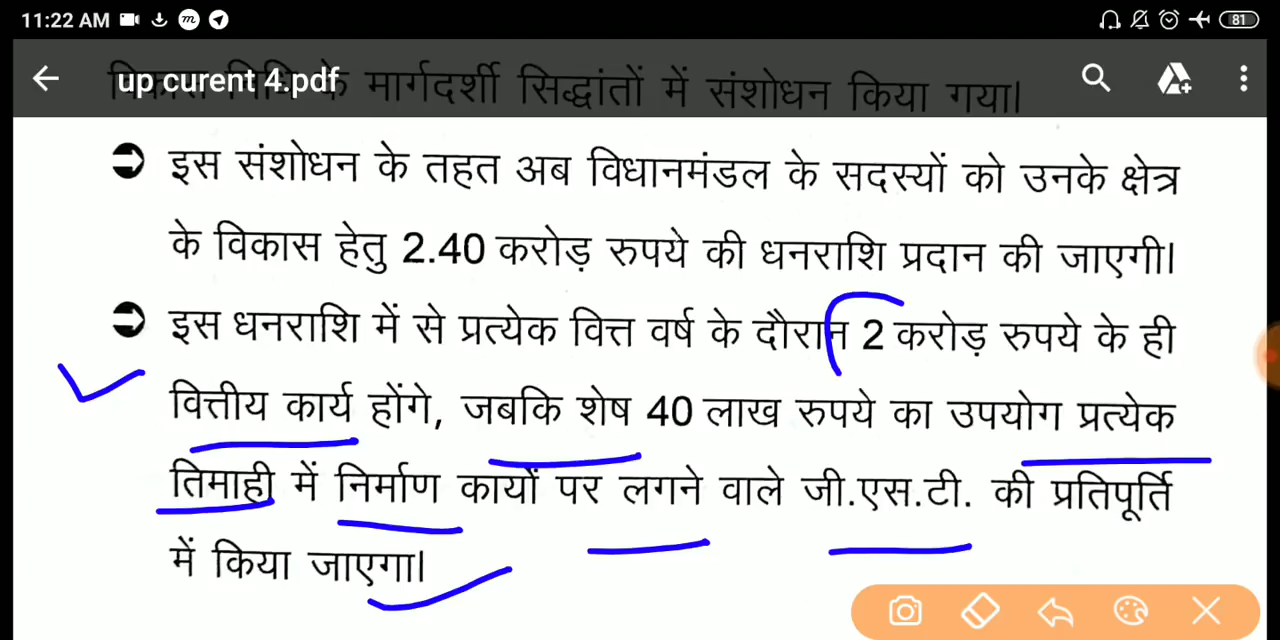 11:22 AM 81
up curent 4.pdf
विकास निधि के मार्गदर्शी सिद्धांतों में संशोधन किया गया।
इस संशोधन के तहत अब विधानमंडल के सदस्यों को उनके क्षेत्र
के विकास हेतु 2.40 करोड़ रुपये की धनराशि प्रदान की जाएगी।
इस धनराशि में से प्रत्येक वित्त वर्ष के दौरान 2 करोड़ रुपये के ही
वित्तीय कार्य होंगे, जबकि शेष 40 लाख रुपये का उपयोग प्रत्येक
तिमाही में निर्माण कार्यों पर लगने वाले जी.एस.टी. की प्रतिपूर्ति
में किया जाएगा।